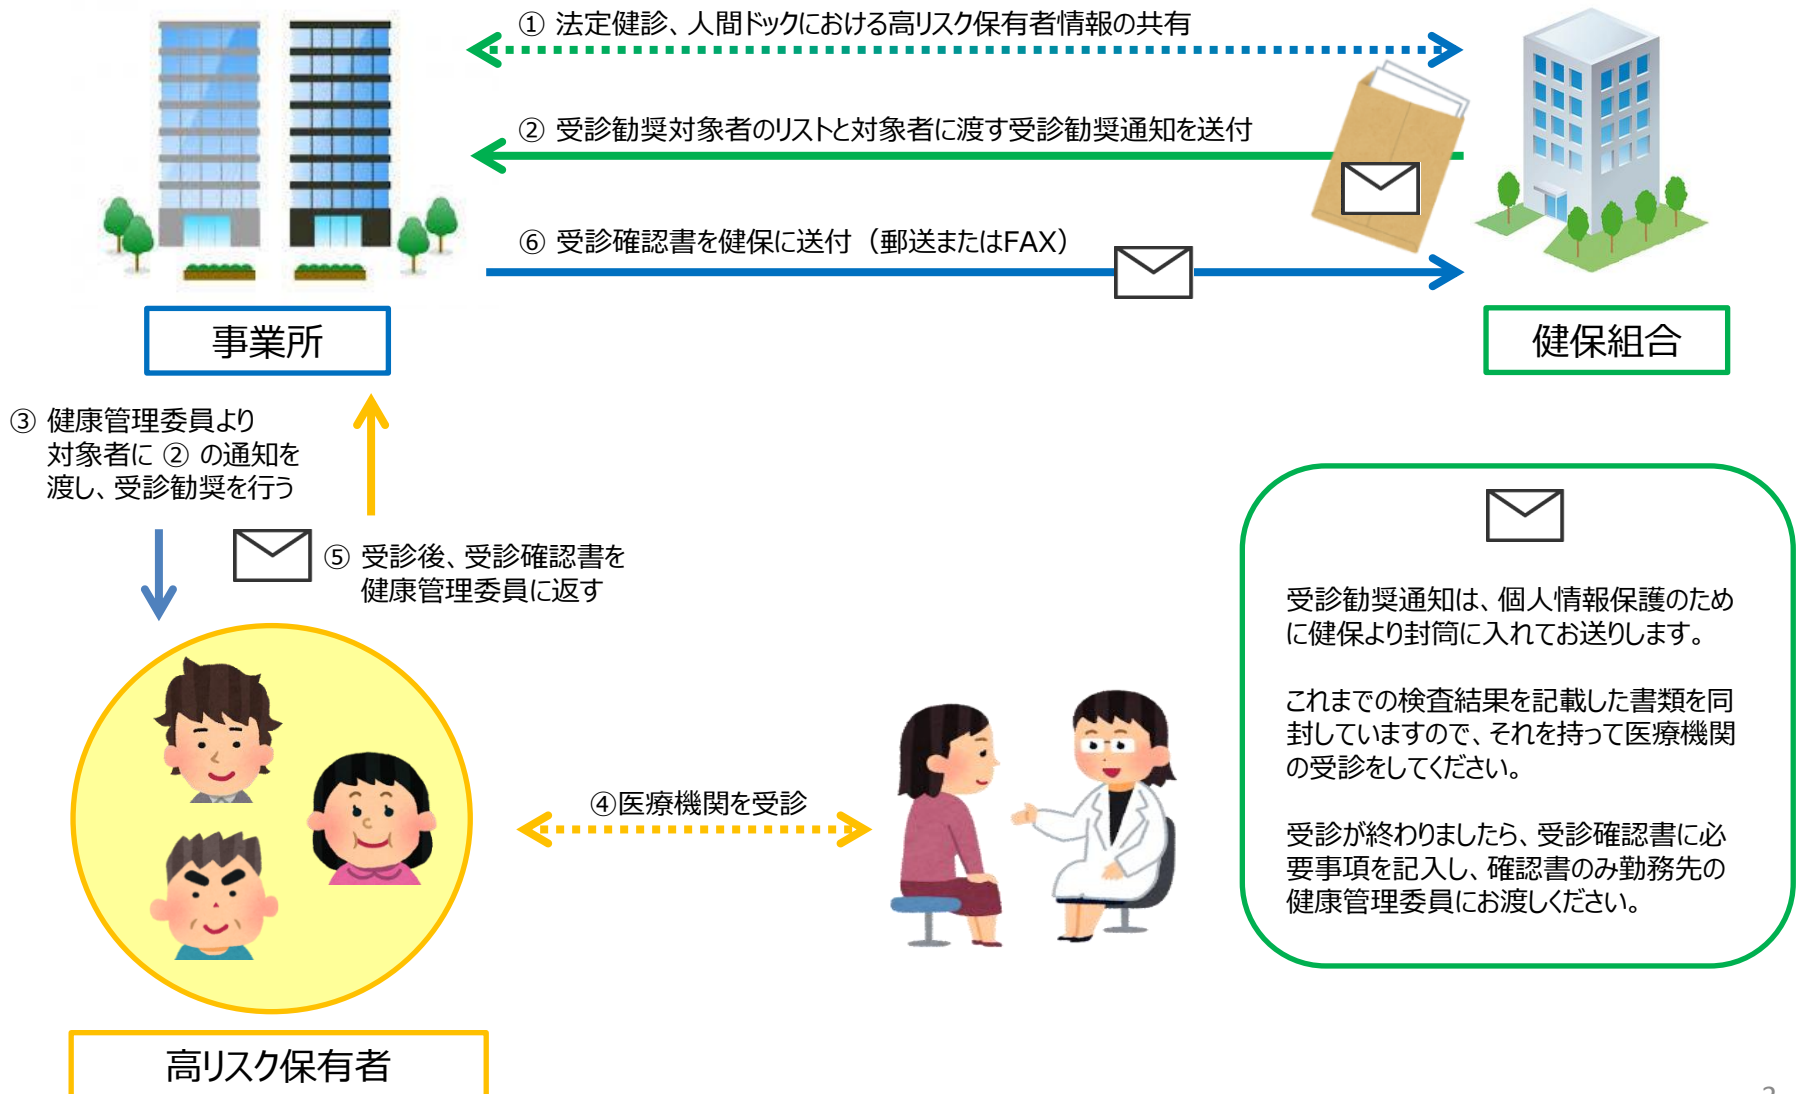 ① 法定健診、人間ドックにおける高リスク保有者情報の共有
② 受診勧奨対象者のリストと対象者に渡す受診勧奨通知を送付
⑥ 受診確認書を健保に送付（郵送またはFAX）
事業所
健保組合
③ 健康管理委員より
対象者に ② の通知を
渡し、受診勧奨を行う
⑤ 受診後、受診確認書を
健康管理委員に返す
④医療機関を受診
高リスク保有者
受診勧奨通知は、個人情報保護のため
に健保より封筒に入れてお送りします。
これまでの検査結果を記載した書類を同
封していますので、それを持って医療機関
の受診をしてください。
受診が終わりましたら、受診確認書に必
要事項を記入し、確認書のみ勤務先の
健康管理委員にお渡しください。